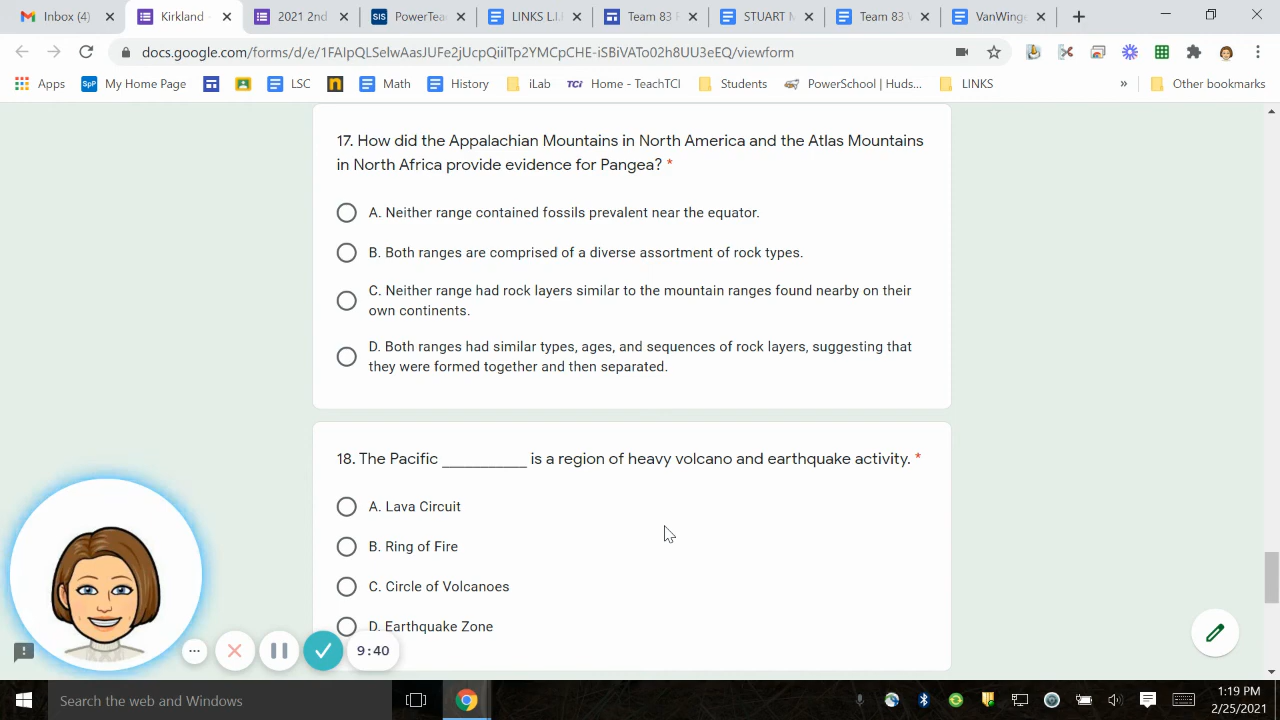 Inbox (4)
Kirkland
2021 2nd
SIS
PowerTea
LINKS L.I.
Team 83 F
STUART M
Team 83 V
VanWinge
docs.google.com/forms/d/e/1FAIpQLSelwAasJUFe2jUcpQiiITp2YMCpCHE-iSBiVATo02h8UU3eEQ/viewform
Apps
SpP
My Home Page
LSC
Math
History
iLab
TCi
Home - TeachTCI
Students
PowerSchool | Huds...
LINKS
»
Other bookmarks
17. How did the Appalachian Mountains in North America and the Atlas Mountains
in North Africa provide evidence for Pangea? *
A. Neither range contained fossils prevalent near the equator.
B. Both ranges are comprised of a diverse assortment of rock types.
C. Neither range had rock layers similar to the mountain ranges found nearby on their
own continents.
D. Both ranges had similar types, ages, and sequences of rock layers, suggesting that
they were formed together and then separated.
18. The Pacific ___________ is a region of heavy volcano and earthquake activity. *
A. Lava Circuit
B. Ring of Fire
C. Circle of Volcanoes
D. Earthquake Zone
9:40
Search the web and Windows
1:19 PM
2/25/2021